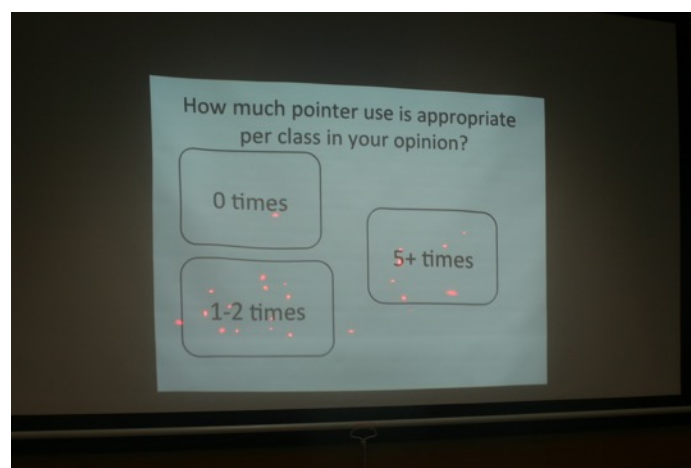 How much pointer use is appropriate
per class in your opinion?
0 times
5+ times
1-2 times